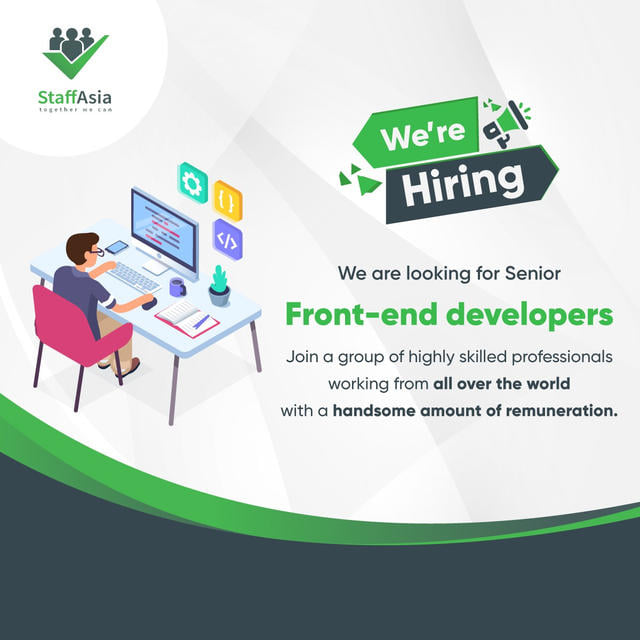 StaffAsia
together we can
We're
Hiring
We are looking for Senior
Front-end developers
Join a group of highly skilled professionals
working from all over the world
with a handsome amount of remuneration.